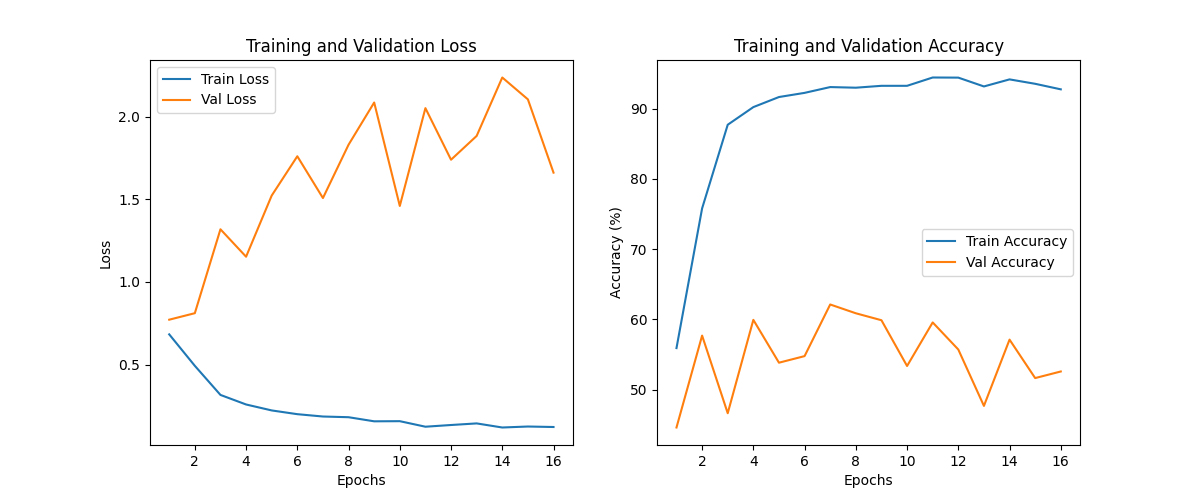 Training and Validation Loss
Train Loss
Val Loss
2.0
1.5
1.0
0.5
Loss
2 4 6 8 10 12 14 16
Epochs
Training and Validation Accuracy
90
80
70
60
50
Accuracy (%)
Train Accuracy
Val Accuracy
2 4 6 8 10 12 14 16
Epochs